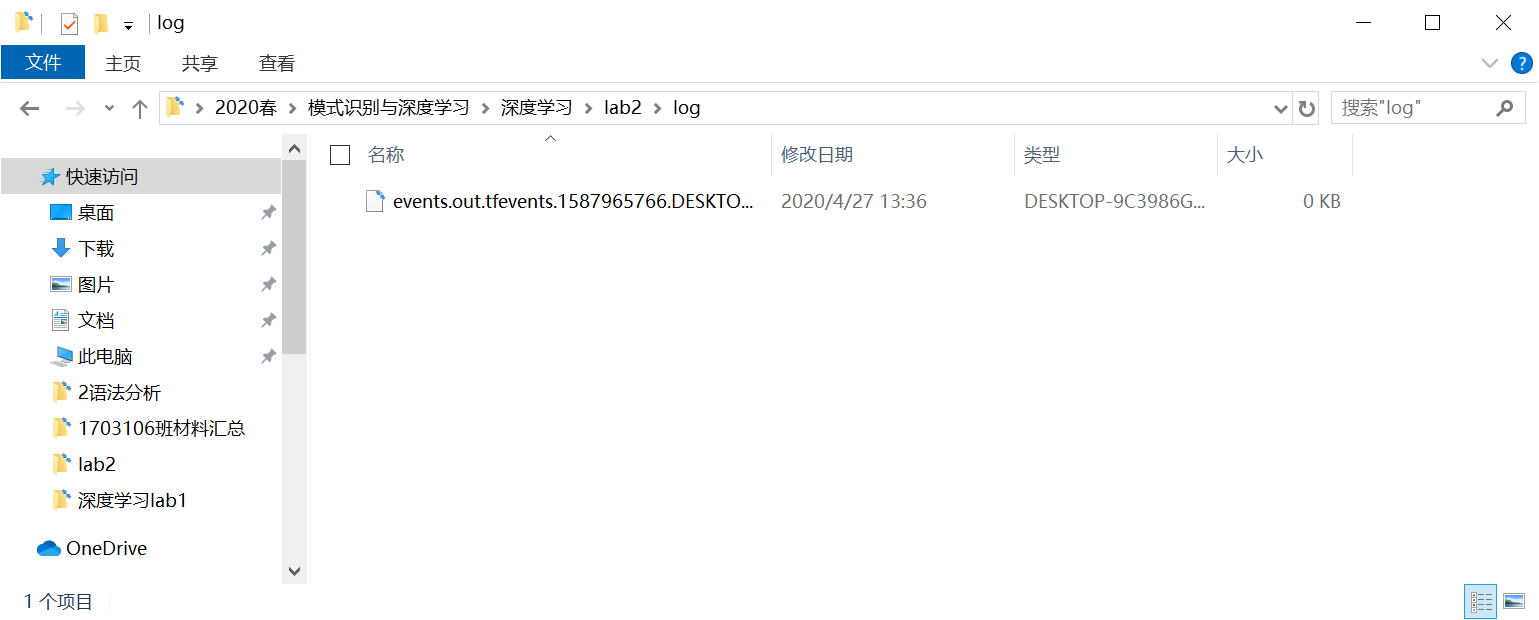 log
文件 主页 共享 查看
2020春 模式识别与深度学习 深度学习 lab2 log 搜索"log"
名称 修改日期 类型 大小
events.out.tfevents.1587965766.DESKTO... 2020/4/27 13:36 DESKTOP-9C3986G... 0 KB
快速访问
桌面
下载
图片
文档
此电脑
2语法分析
1703106班材料汇总
lab2
深度学习lab1
OneDrive
1 个项目